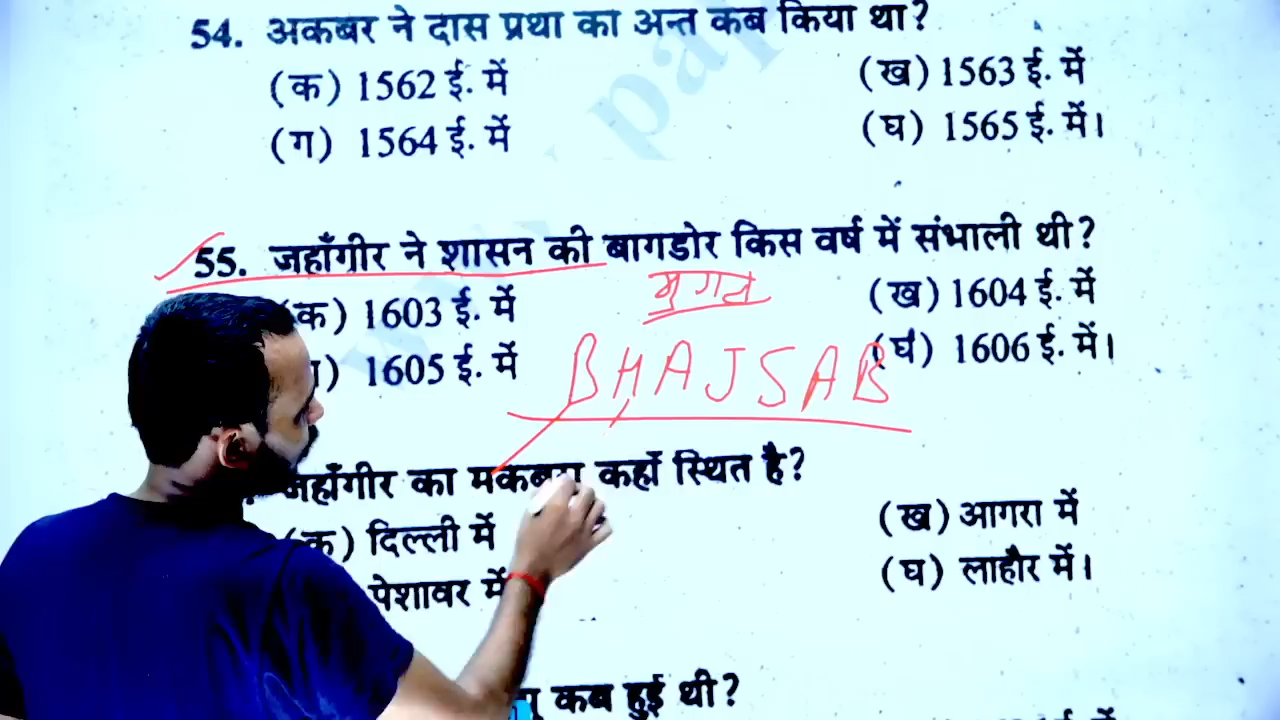 54. अकबर ने दास प्रथा का अन्त कब किया था?
(क) 1562 ई. में (ख) 1563 ई. में
(ग) 1564 ई. में (घ) 1565 ई. में।
55. जहाँगीर ने शासन की बागडोर किस वर्ष में संभाली थी?
मुगल
क) 1603 ई. में (ख) 1604 ई. में
) 1605 ई. में (घ) 1606 ई. में।
BHAJSAB
जहाँगीर का मकबरा कहाँ स्थित है?
(क) दिल्ली में (ख) आगरा में
पेशावर में (घ) लाहौर में।
कब हुई थी?